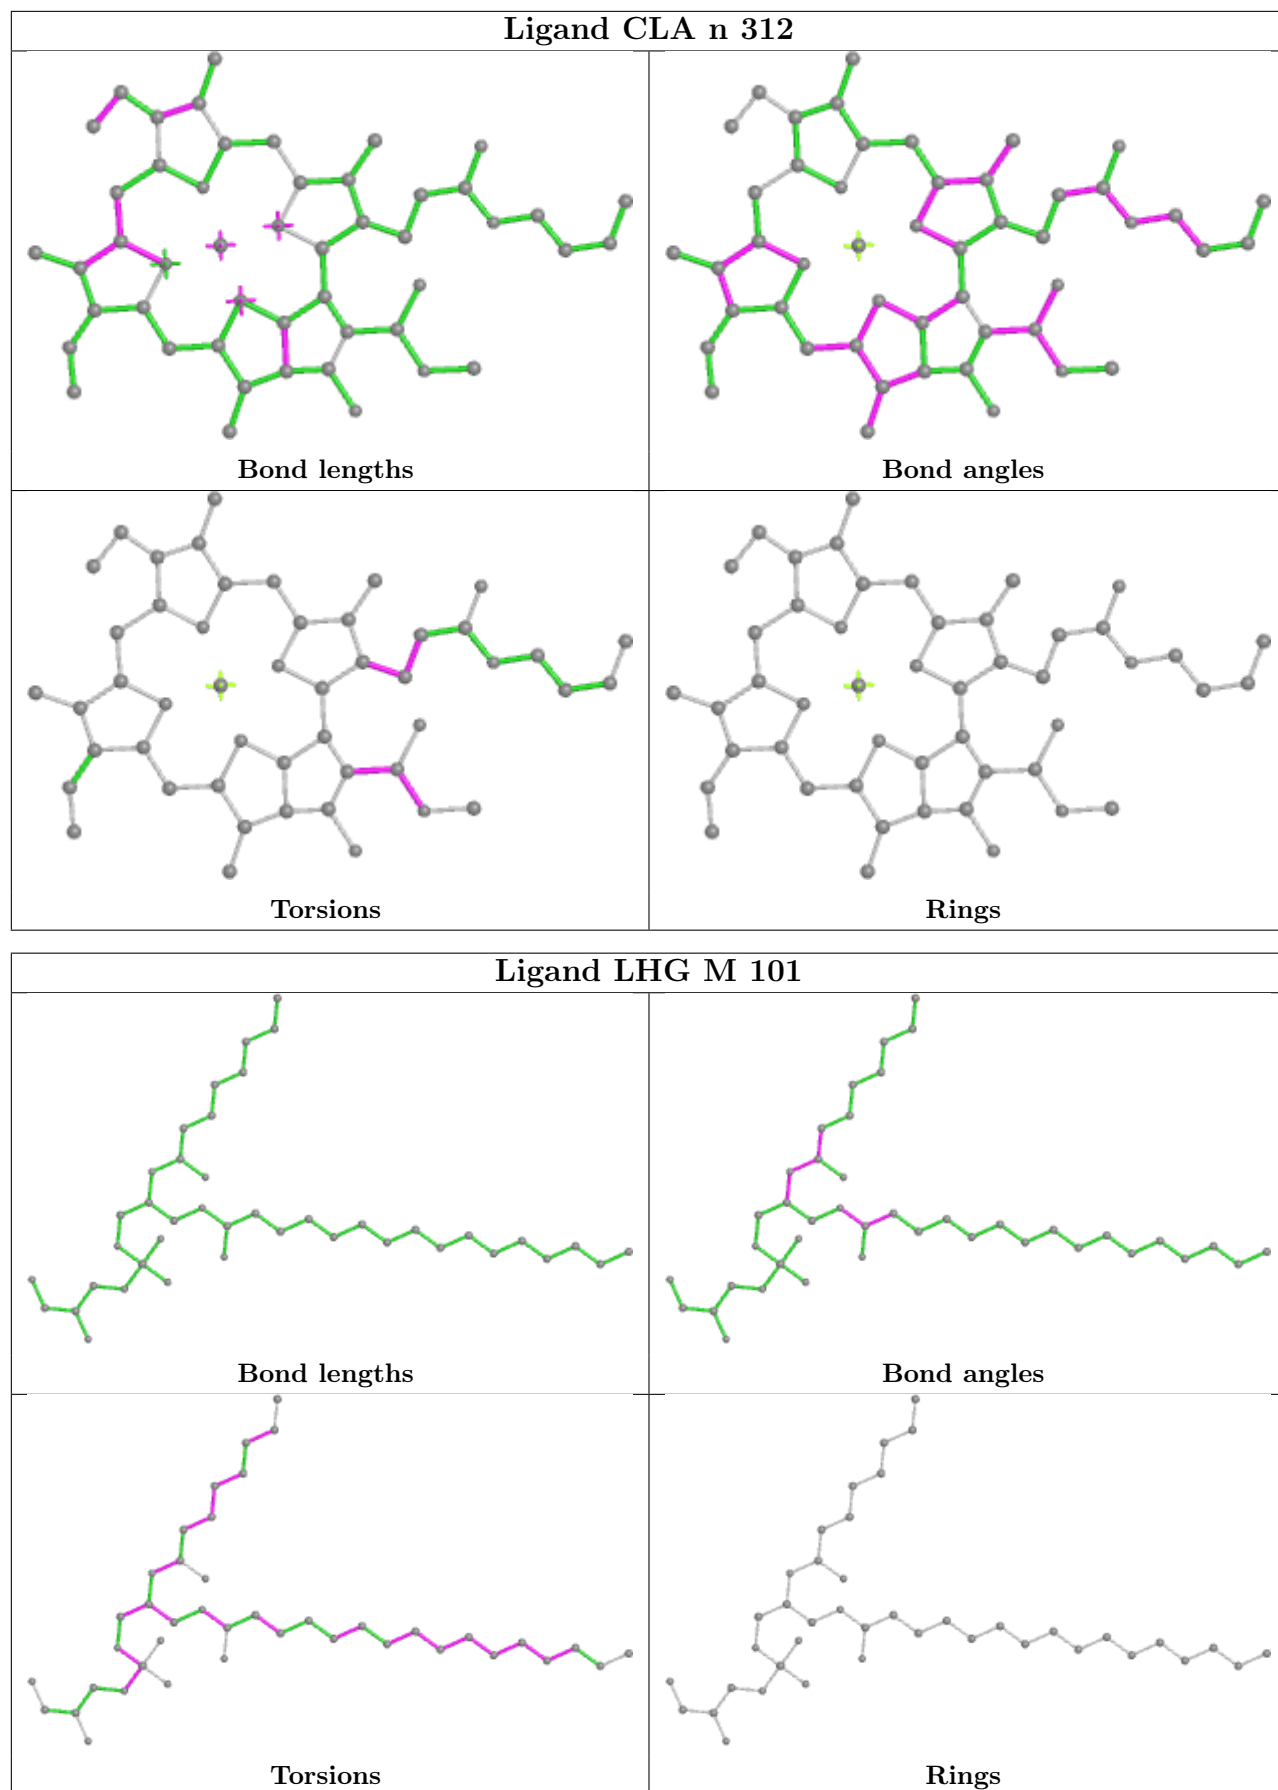 Ligand CLA n 312
Bond lengths
Bond angles
Torsions
Rings
Ligand LHG M 101
Bond lengths
Bond angles
Torsions
Rings